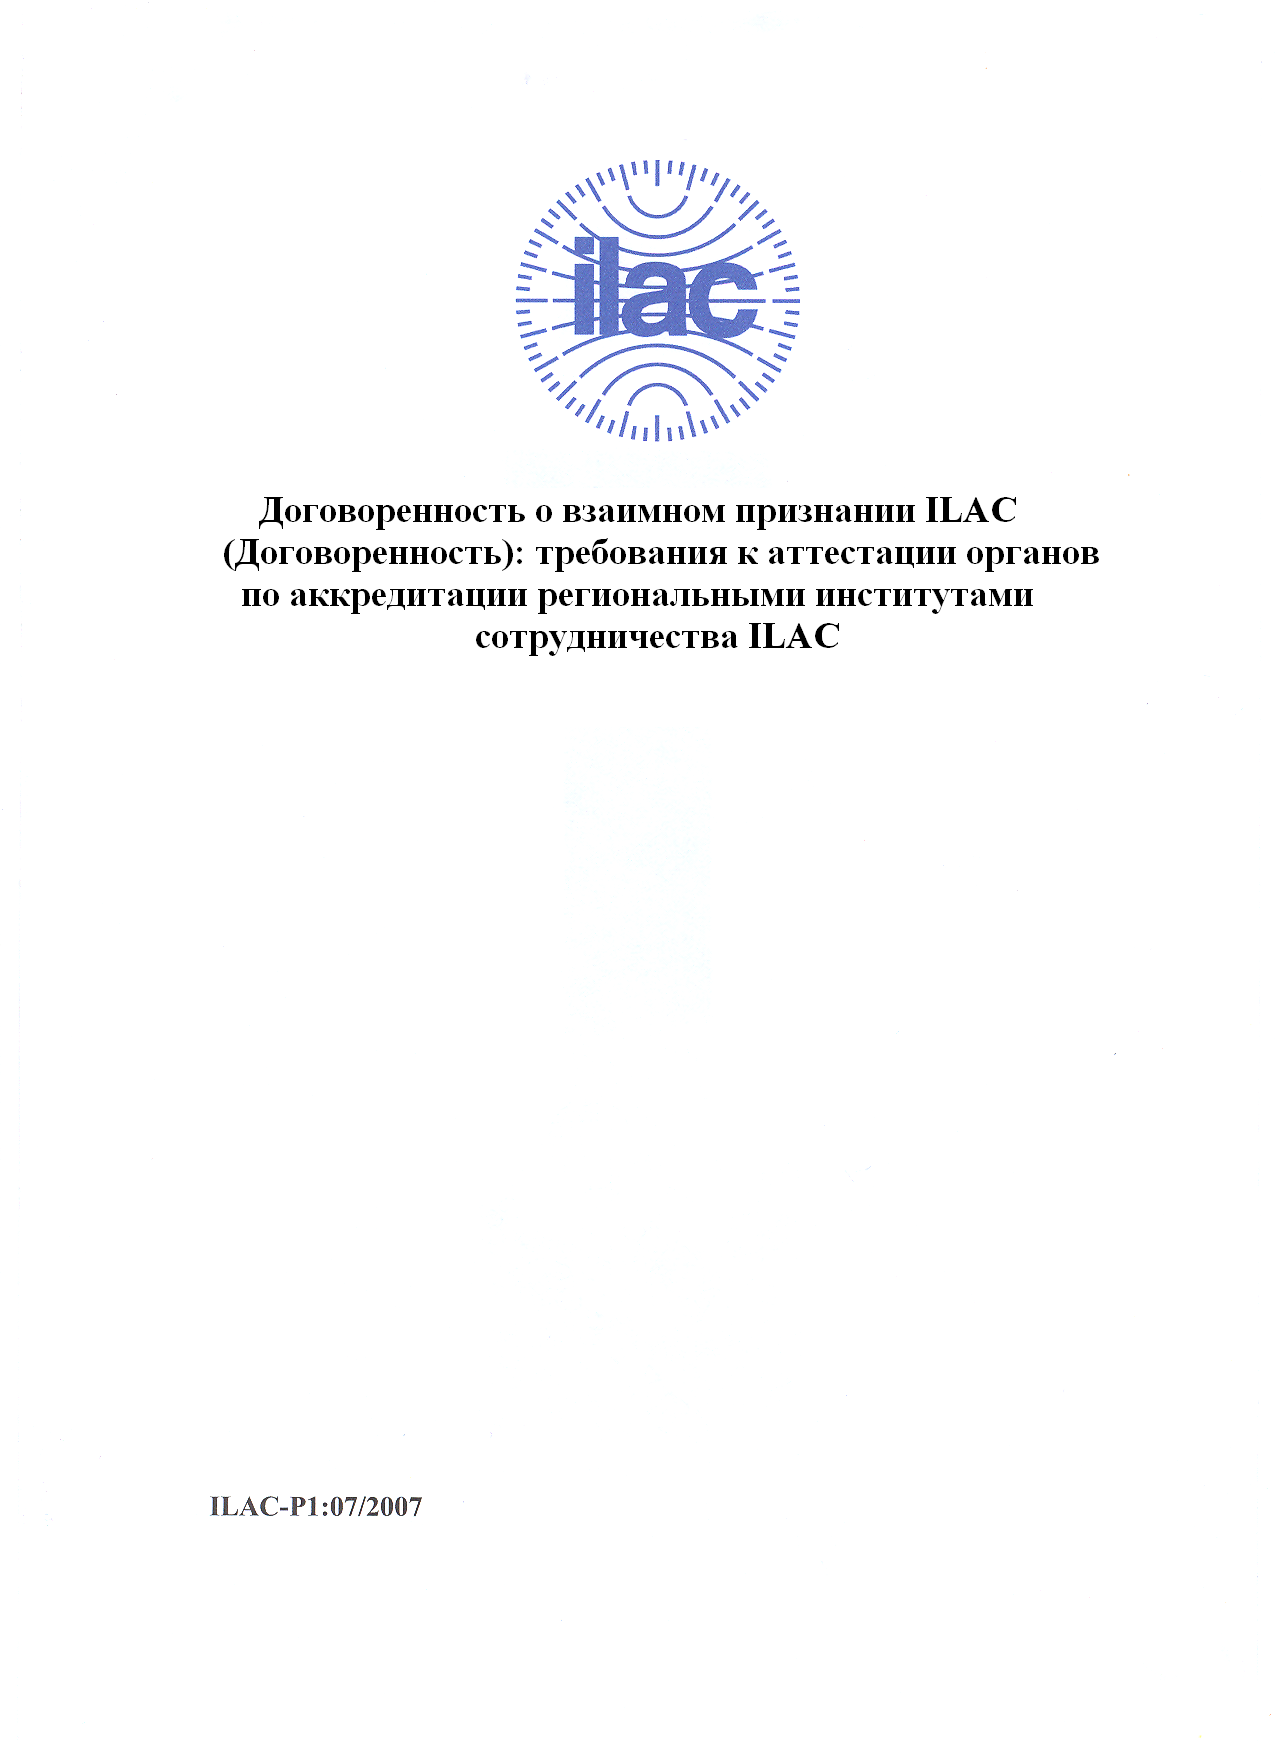 ilac
Договоренность о взаимном признании ILAC
(Договоренность): требования к аттестации органов
по аккредитации региональными институтами
сотрудничества ILAC
ILAC-P1:07/2007